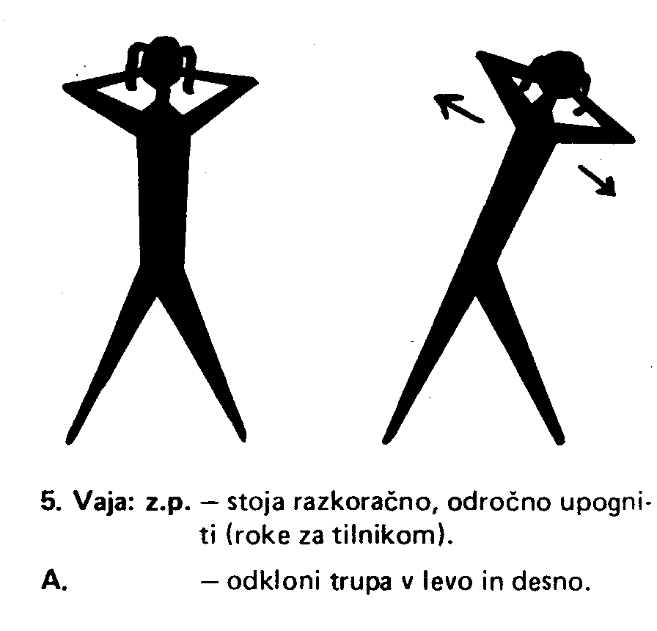 5. Vaja: z.p. – stoja razkoračno, odročno upogni-
ti (roke za tilnikom).
A. – odkloni trupa v levo in desno.